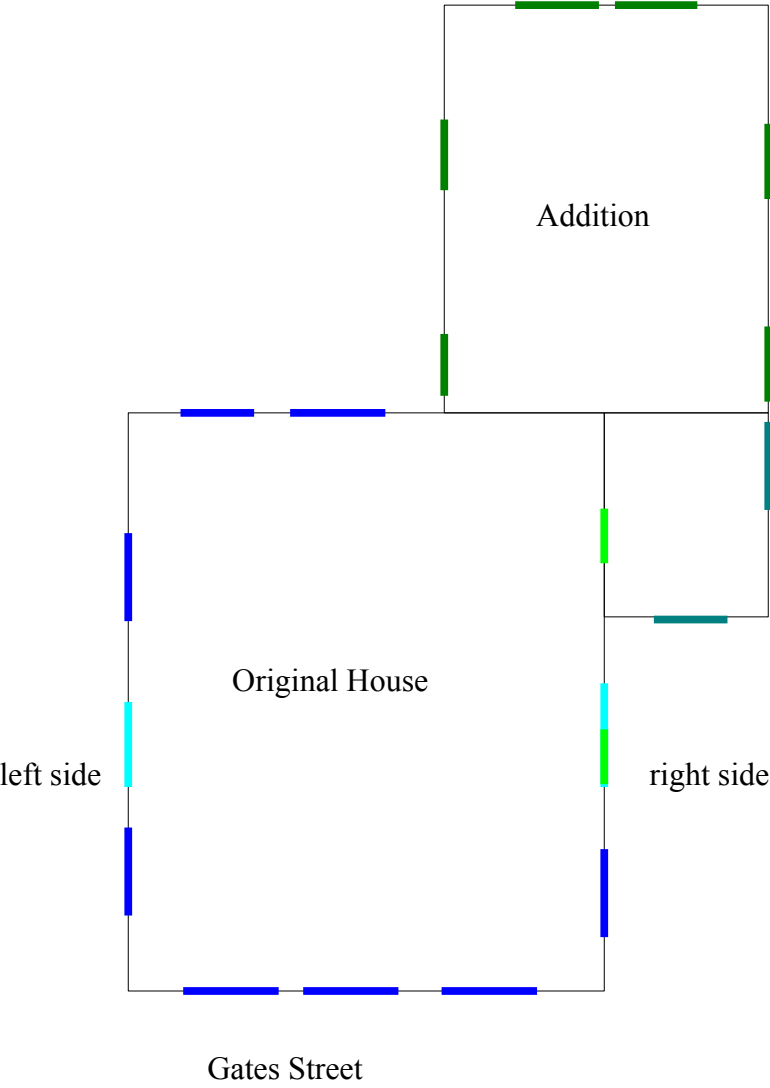 Addition
Original House
left side
right side
Gates Street